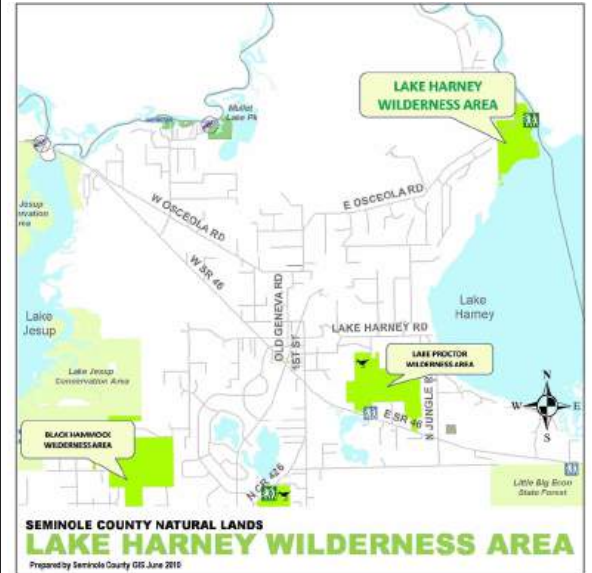 LAKE HARNEY
WILDERNESS AREA
Mullet
Lake Pk
Jesup
W OSCEOLA RD
E OSCEOLA RD
W SR 46
OLD GENEVA RD
1ST ST
Lake
Jesup
Lake
Harney
LAKE HARNEY RD
LAKE PROCTOR
WILDERNESS AREA
Lake Jesup
Conservation Area
N JUNGLE
E SR 46
N
W E
S
BLACK HAMMOCK
WILDERNESS AREA
N CR 426
Little Big Econ
State Forest
SEMINOLE COUNTY NATURAL LANDS
LAKE HARNEY WILDERNESS AREA
Prepared by Seminole County GIS June 2010